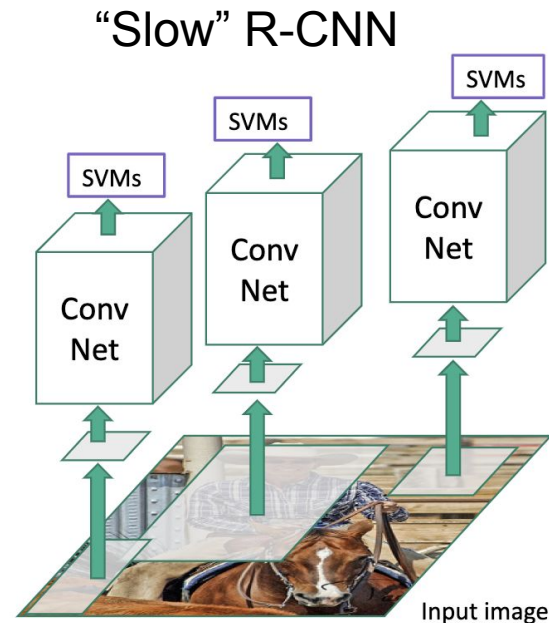 “Slow” R-CNN
SVMs
SVMs
SVMs
Conv
Net
Conv
Net
Conv
Net
Input image